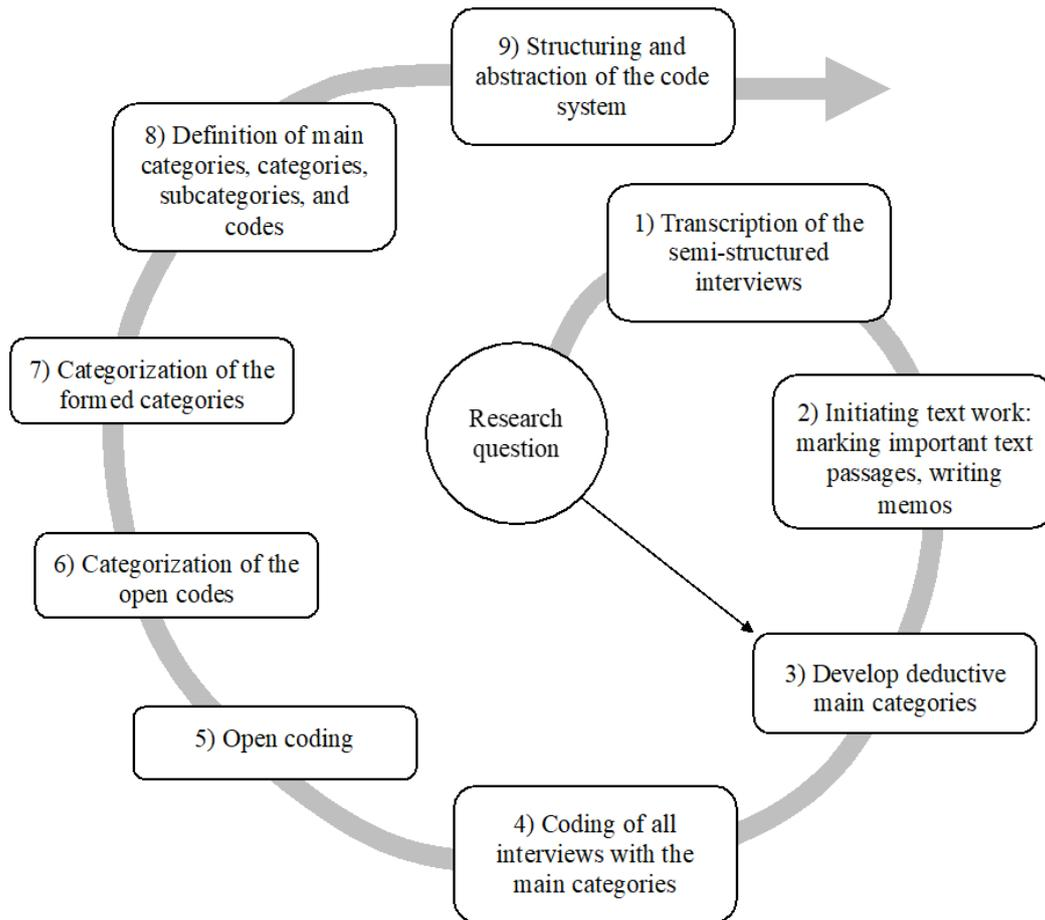 9) Structuring and
abstraction of the code
system
8) Definition of main
categories, categories,
subcategories, and
codes
1) Transcription of the
semi-structured
interviews
7) Categorization of the
formed categories
Research
question
2) Initiating text work:
marking important text
passages, writing
memos
6) Categorization of the
open codes
3) Develop deductive
main categories
5) Open coding
4) Coding of all
interviews with the
main categories